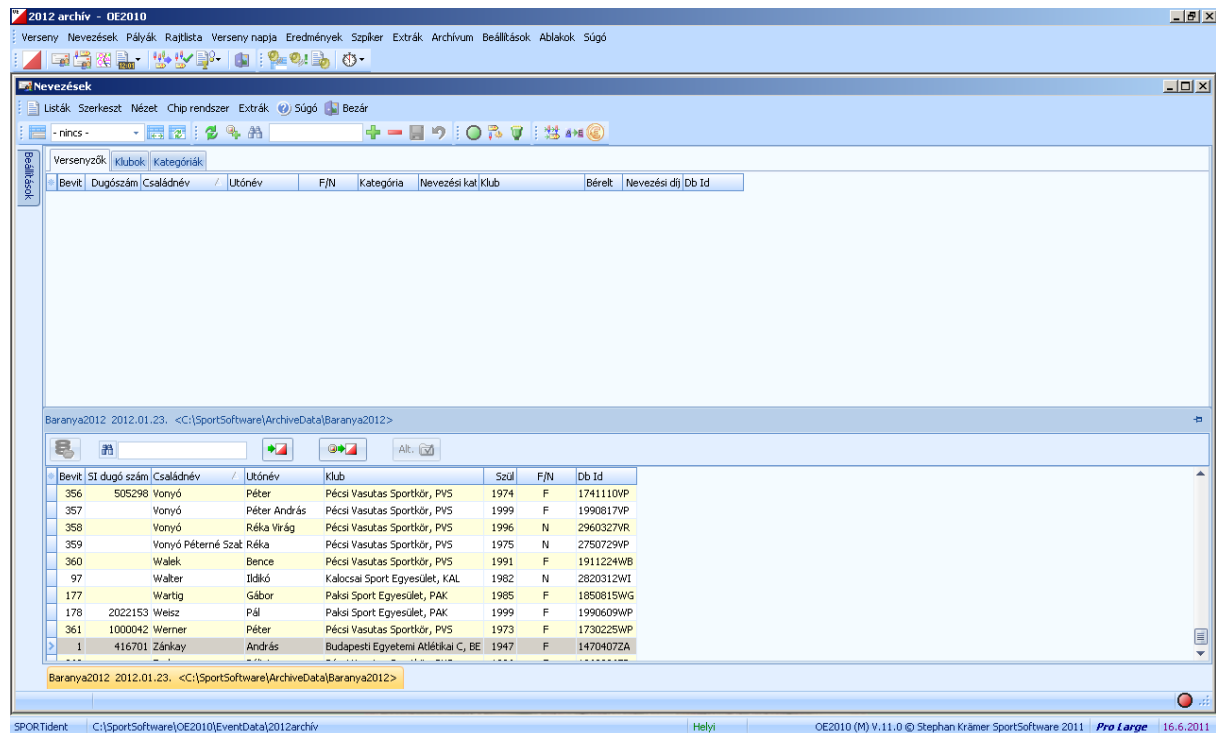 2012 archív - OE2010
Verseny Nevezések Pályák Rajtlista Verseny napja Eredmények Szpíker Extrák Archívum Beállítások Ablakok Súgó
Nevezések
Listák Szerkeszt Nézet Chip rendszer Extrák Súgó Bezár
- nincs -
Beállítások
Versenyzők Klubok Kategóriák
Bevit Dugószám Családnév Utónév F/N Kategória Nevezési kat Klub Bérelt Nevezési díj Db Id
Baranya2012 2012.01.23. <C:\SportSoftware\ArchiveData\Baranya2012>
Alt.
Bevit SI dugó szám Családnév Utónév Klub Szül F/N Db Id
356 505298 Vonyó Péter Pécsi Vasutas Sportkör, PVS 1974 F 1741110VP
357 Vonyó Péter András Pécsi Vasutas Sportkör, PVS 1999 F 1990817VP
358 Vonyó Réka Virág Pécsi Vasutas Sportkör, PVS 1996 N 2960327VR
359 Vonyó Péterné Szab Réka Pécsi Vasutas Sportkör, PVS 1975 N 2750729VP
360 Walek Bence Pécsi Vasutas Sportkör, PVS 1991 F 1911224WB
97 Walter Ildikó Kalocsai Sport Egyesület, KAL 1982 N 2820312WI
177 Wartig Gábor Paksi Sport Egyesület, PAK 1985 F 1850815WG
178 2022153 Weisz Pál Paksi Sport Egyesület, PAK 1999 F 1990609WP
361 1000042 Werner Péter Pécsi Vasutas Sportkör, PVS 1973 F 1730225WP
1 416701 Zánkay András Budapesti Egyetemi Atlétikai C, BE 1947 F 1470407ZA
Baranya2012 2012.01.23. <C:\SportSoftware\ArchiveData\Baranya2012>
SPORTident C:\SportSoftware\OE2010\EventData\2012archív Helyi OE2010 (M) V.11.0 © Stephan Krämer SportSoftware 2011 Pro Large 16.6.2011